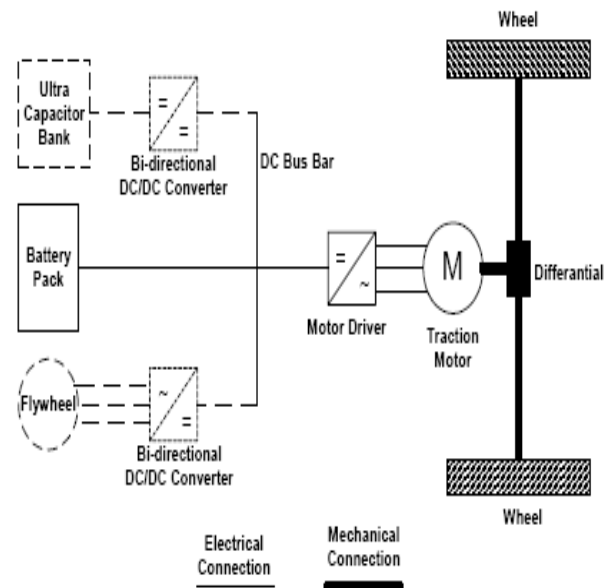 Wheel
Ultra
Capacitor
Bank
=
=
Bi-directional
DC/DC Converter
DC Bus Bar
Battery
Pack
=
~
Motor Driver
M
Traction
Motor
Differantial
Flywheel
~
=
Bi-directional
DC/DC Converter
Wheel
Electrical
Connection
Mechanical
Connection